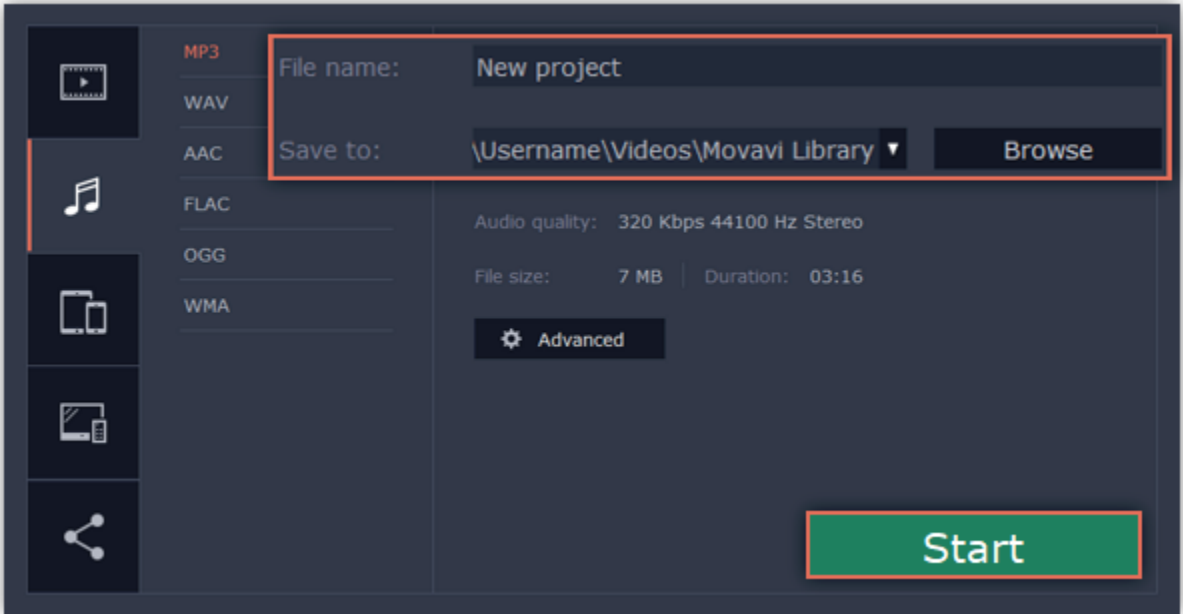 MP3
WAV
AAC
FLAC
OGG
WMA
File name: New project
Save to: \Username\Videos\Movavi Library Browse
Audio quality: 320 Kbps 44100 Hz Stereo
File size: 7 MB Duration: 03:16
Advanced
Start